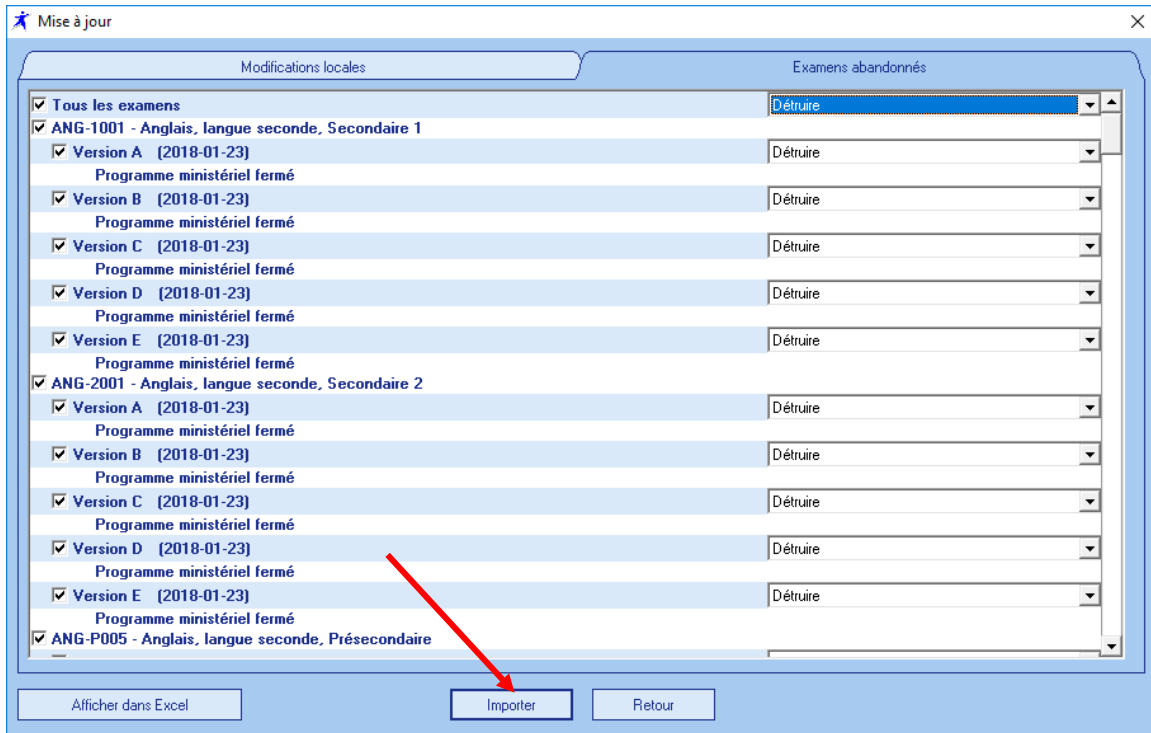 Mise à jour
Modifications locales Examens abandonnés
Tous les examens Détruire
ANG-1001 - Anglais, langue seconde, Secondaire 1
Version A (2018-01-23) Détruire
Programme ministériel fermé
Version B (2018-01-23) Détruire
Programme ministériel fermé
Version C (2018-01-23) Détruire
Programme ministériel fermé
Version D (2018-01-23) Détruire
Programme ministériel fermé
Version E (2018-01-23) Détruire
Programme ministériel fermé
ANG-2001 - Anglais, langue seconde, Secondaire 2
Version A (2018-01-23) Détruire
Programme ministériel fermé
Version B (2018-01-23) Détruire
Programme ministériel fermé
Version C (2018-01-23) Détruire
Programme ministériel fermé
Version D (2018-01-23) Détruire
Programme ministériel fermé
Version E (2018-01-23) Détruire
Programme ministériel fermé
ANG-P005 - Anglais, langue seconde, Présecondaire
Afficher dans Excel Importer Retour